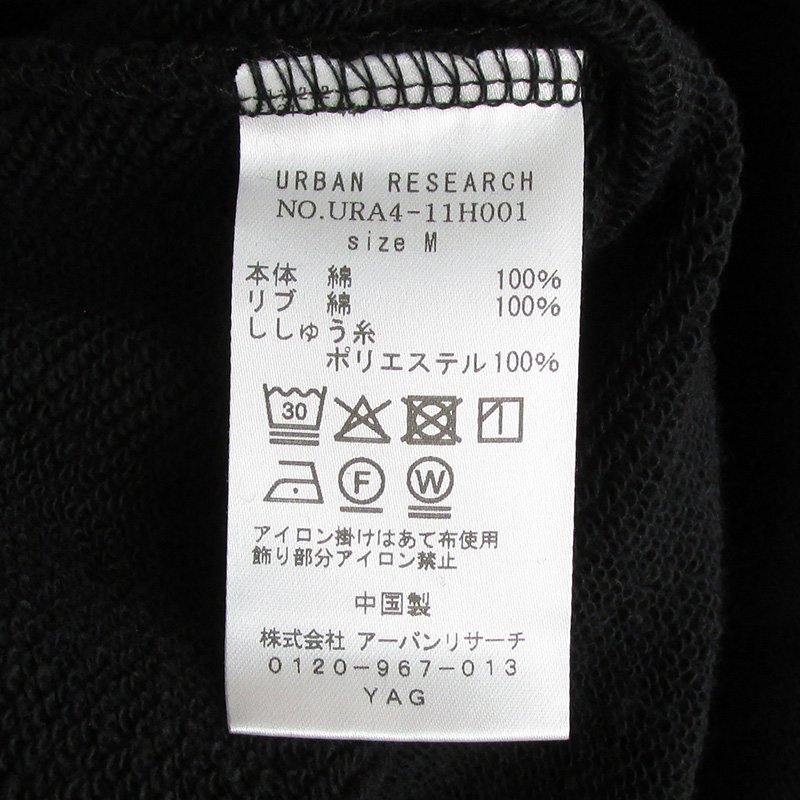 URBAN RESEARCH
NO.URA4-11H001
size M
本体 綿 100%
リブ 綿 100%
ししゅう糸
ポリエステル100%
30
F W
アイロン掛けはあて布使用
飾り部分アイロン禁止
中国製
株式会社 アーバンリサーチ
0120-967-013
YAG